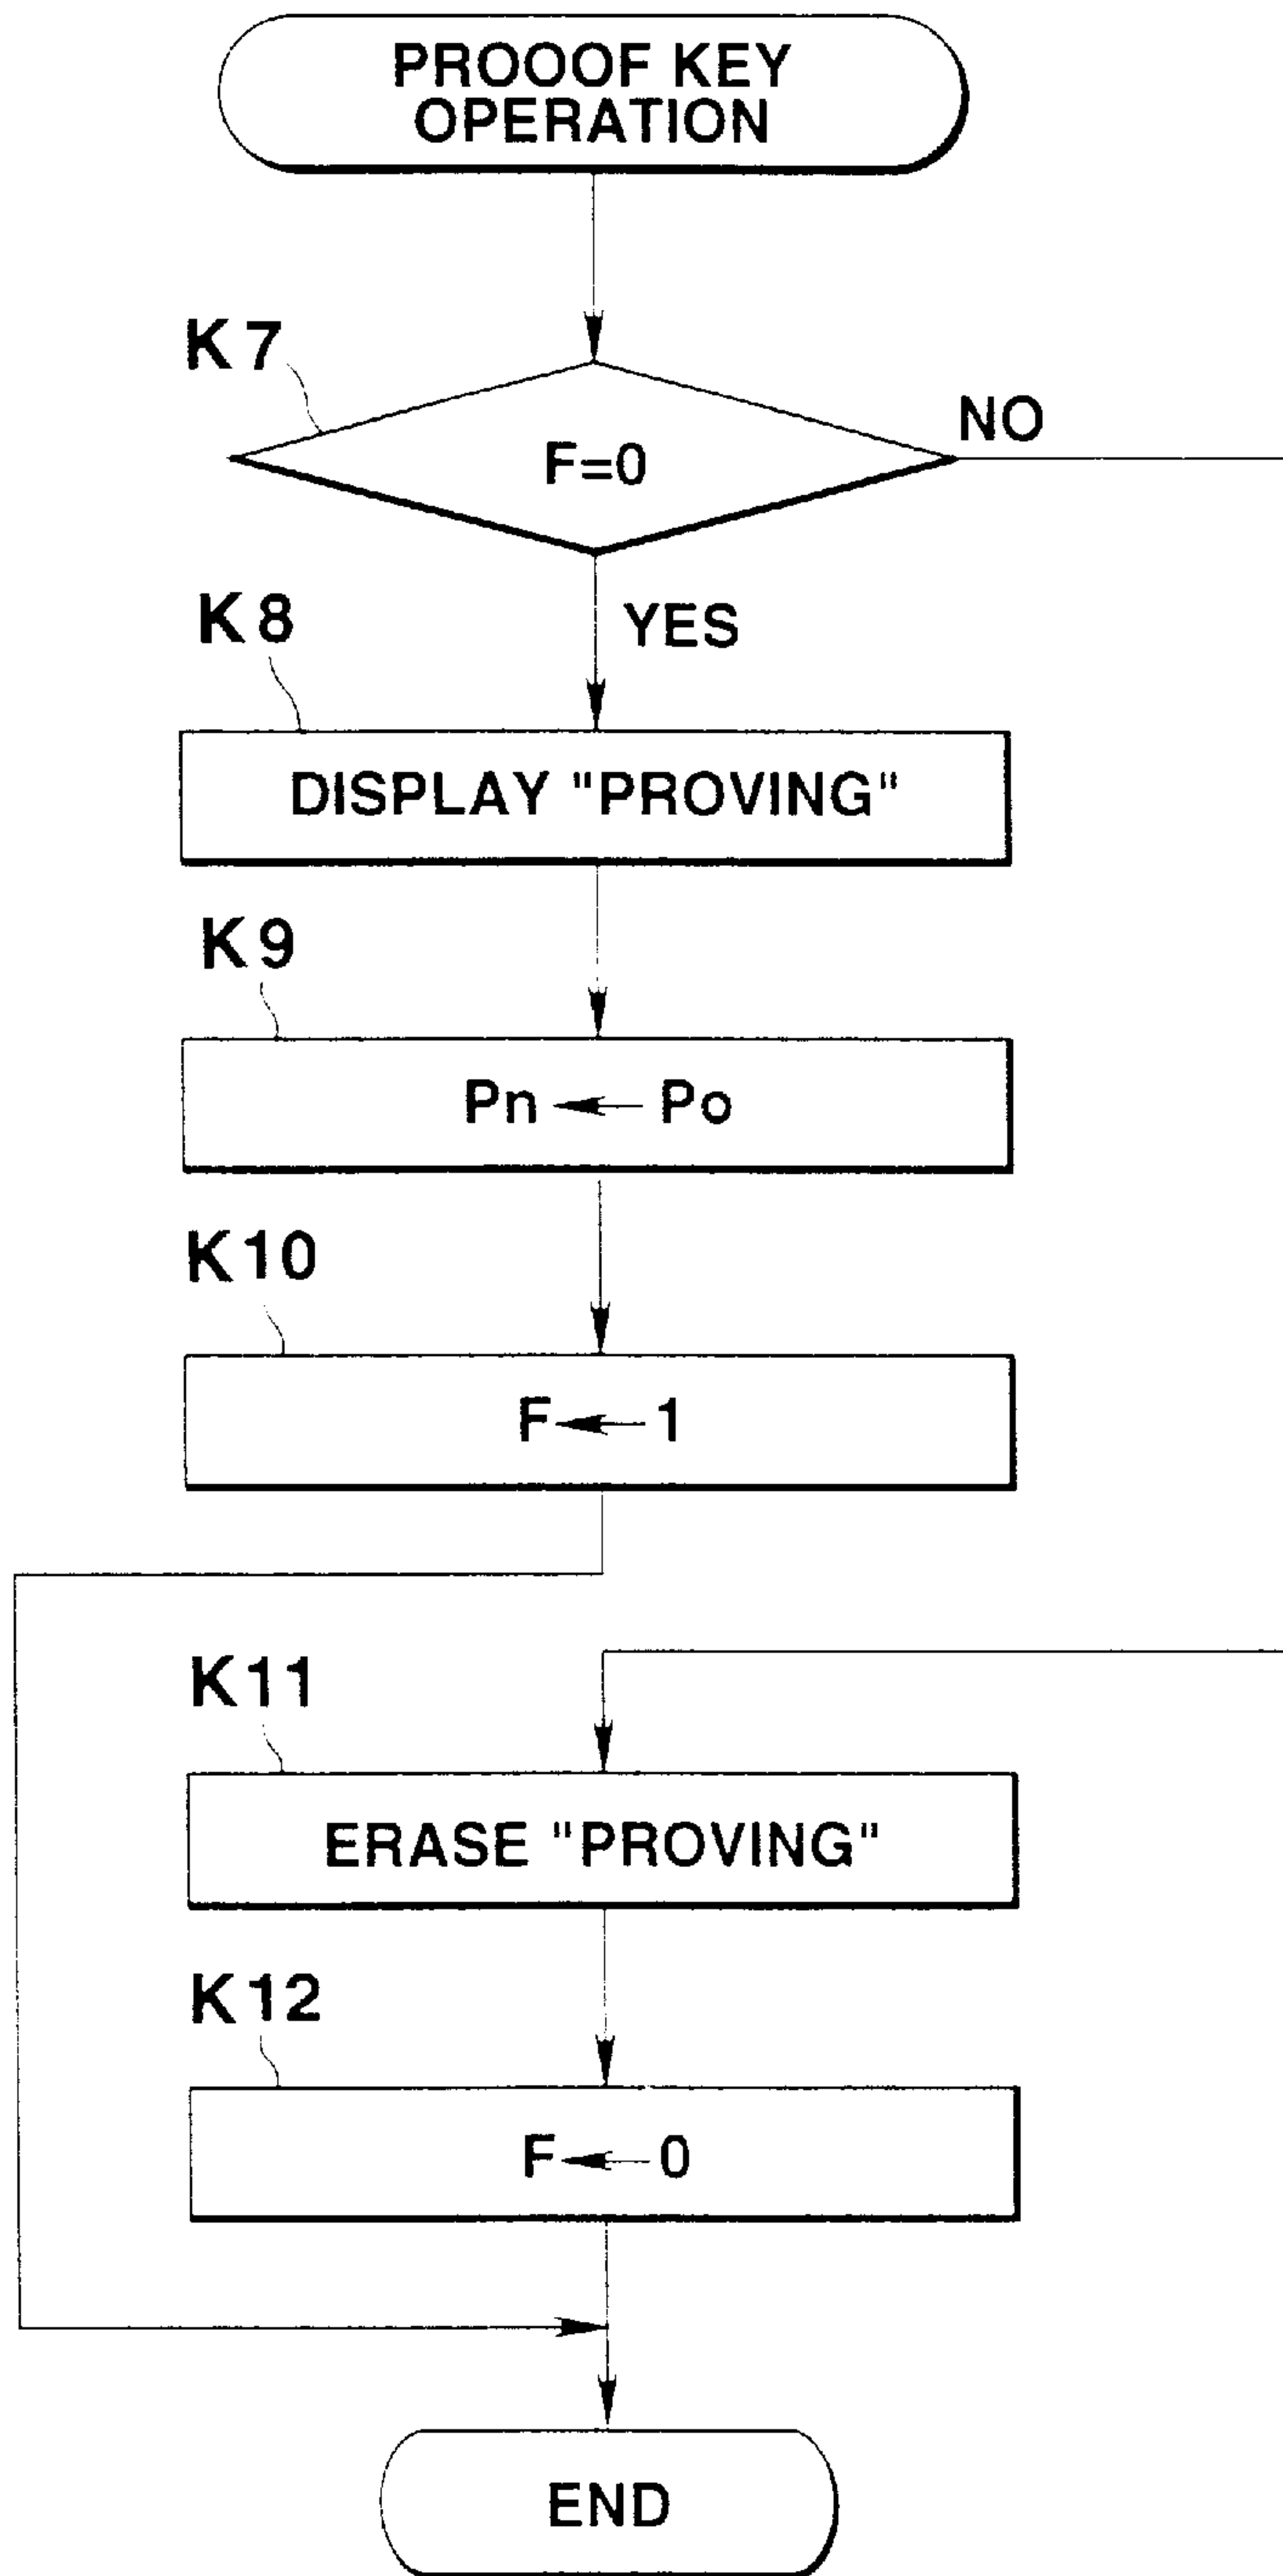 PROOOF KEY
OPERATION
K7
F=0
NO
YES
K8
DISPLAY "PROVING"
K9
Pn ← Po
K10
F ← 1
K11
ERASE "PROVING"
K12
F ← 0
END